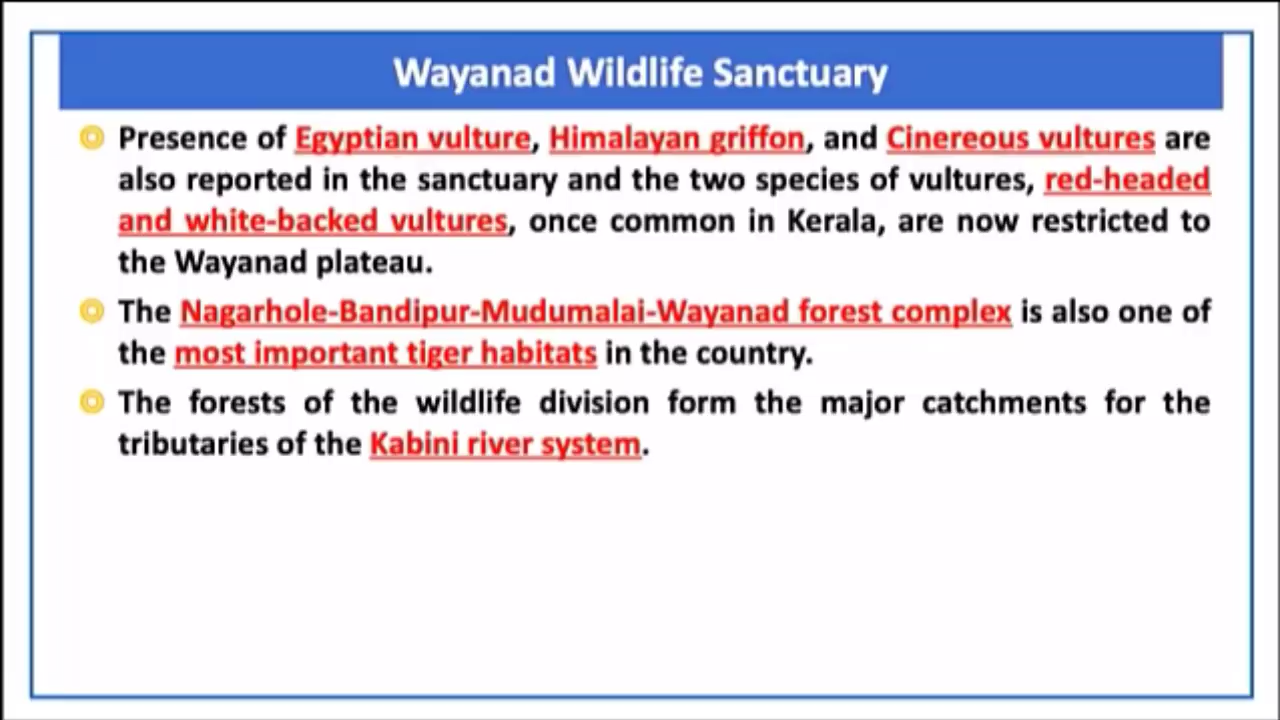 Wayanad Wildlife Sanctuary
Presence of Egyptian vulture, Himalayan griffon, and Cinereous vultures are
also reported in the sanctuary and the two species of vultures, red-headed
and white-backed vultures, once common in Kerala, are now restricted to
the Wayanad plateau.
The Nagarhole-Bandipur-Mudumalai-Wayanad forest complex is also one of
the most important tiger habitats in the country.
The forests of the wildlife division form the major catchments for the
tributaries of the Kabini river system.